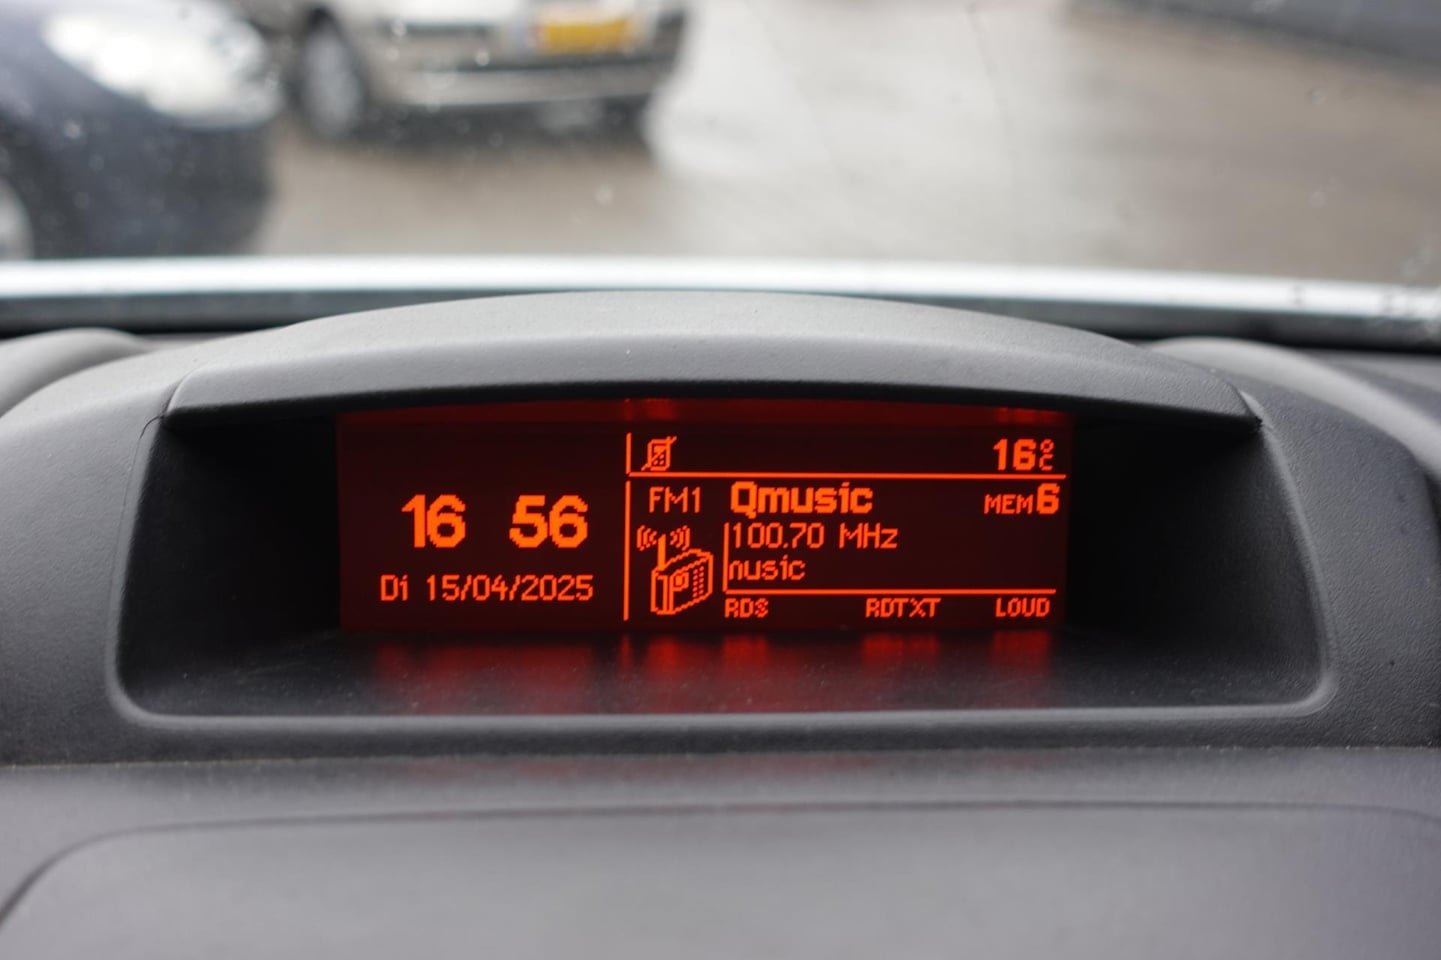 16 56
Di 15/04/2025
16°C
FM1 Qmusic MEM6
100.70 MHz
nusic
RDS RDTXT LOUD